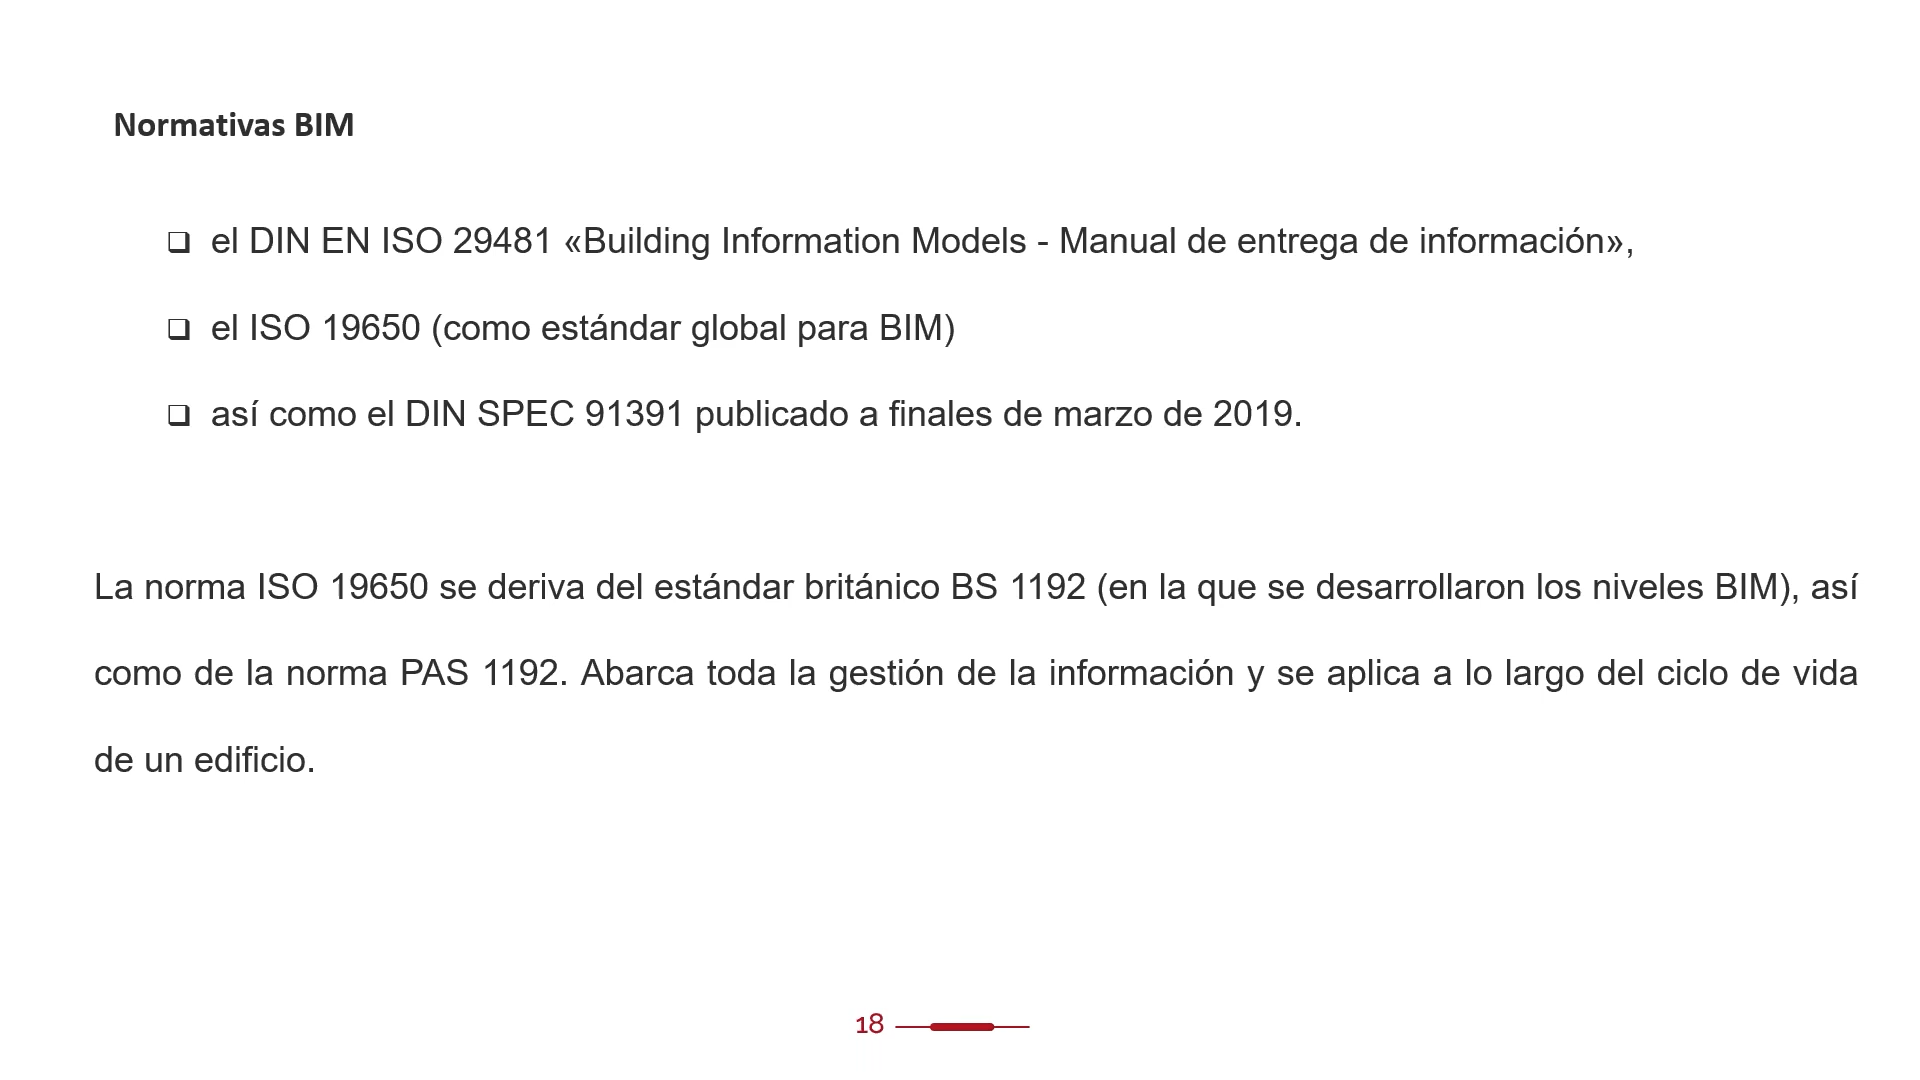 Normativas BIM
❑ el DIN EN ISO 29481 «Building Information Models - Manual de entrega de información»,
❑ el ISO 19650 (como estándar global para BIM)
❑ así como el DIN SPEC 91391 publicado a finales de marzo de 2019.
La norma ISO 19650 se deriva del estándar británico BS 1192 (en la que se desarrollaron los niveles BIM), así
como de la norma PAS 1192. Abarca toda la gestión de la información y se aplica a lo largo del ciclo de vida
de un edificio.
18